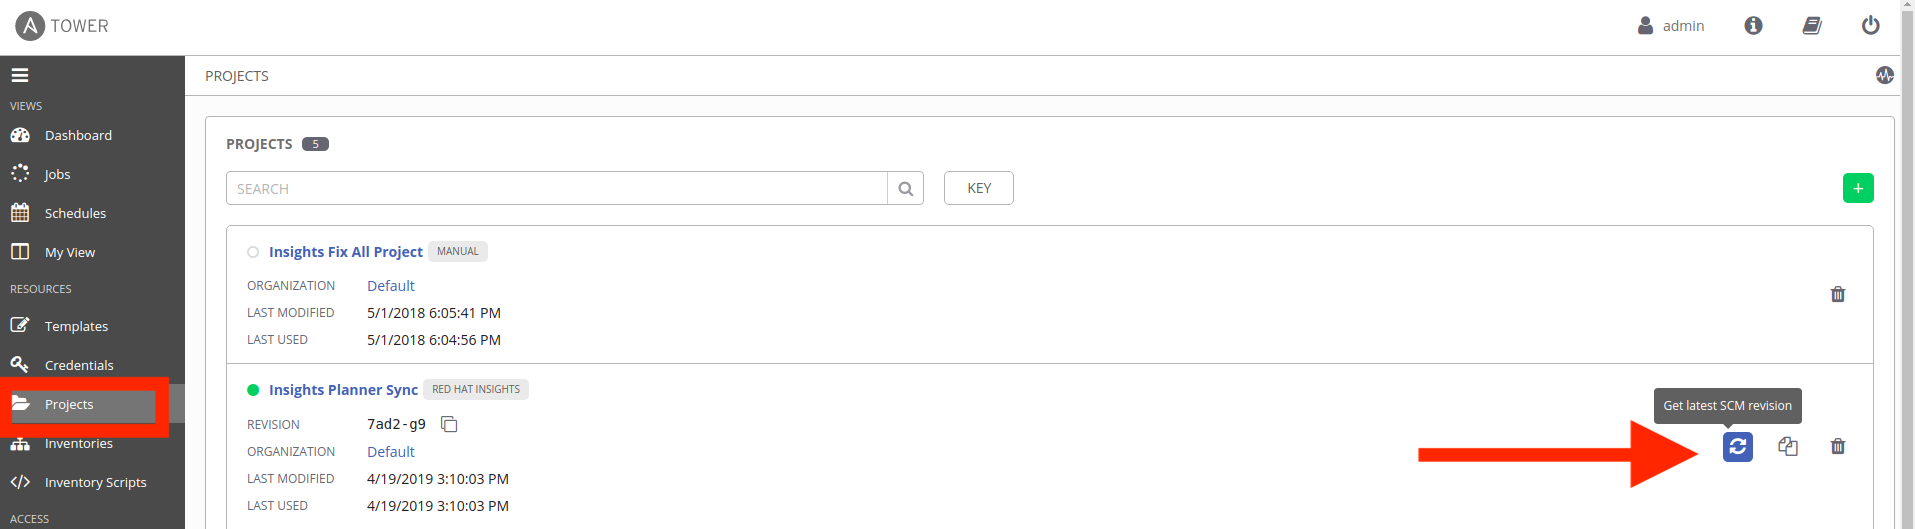 TOWER
admin
VIEWS
Dashboard
Jobs
Schedules
My View
RESOURCES
Templates
Credentials
Projects
Inventories
Inventory Scripts
ACCESS
PROJECTS
PROJECTS 5
SEARCH
KEY
+
Insights Fix All Project MANUAL
ORGANIZATION Default
LAST MODIFIED 5/1/2018 6:05:41 PM
LAST USED 5/1/2018 6:04:56 PM
Insights Planner Sync RED HAT INSIGHTS
Get latest SCM revision
REVISION 7ad2-g9
ORGANIZATION Default
LAST MODIFIED 4/19/2019 3:10:03 PM
LAST USED 4/19/2019 3:10:03 PM